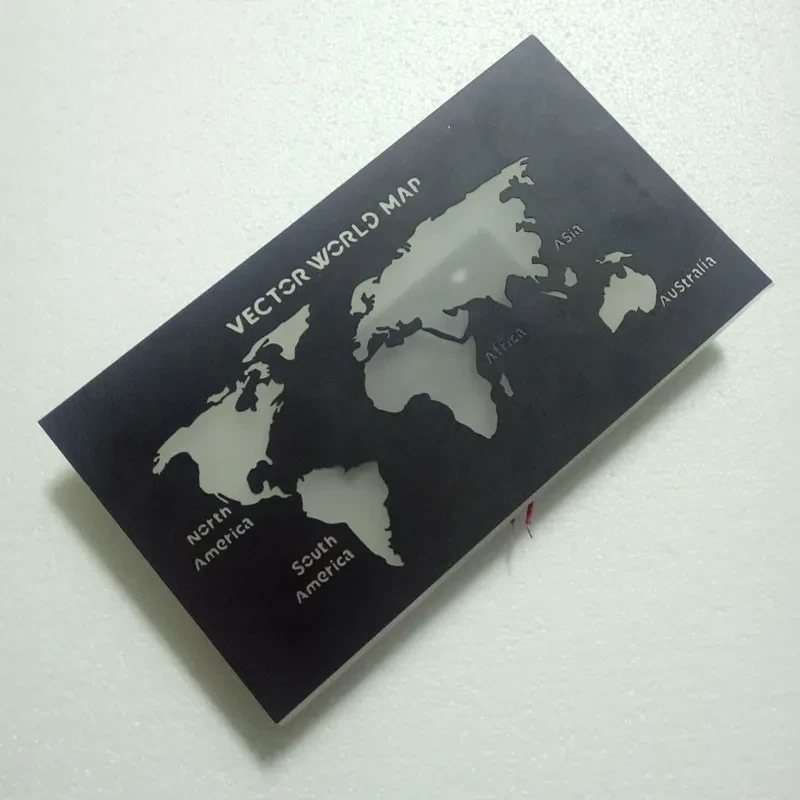 VECTOR WORLD MAP
ASia
AuStralia
Africa
North
America
South
America